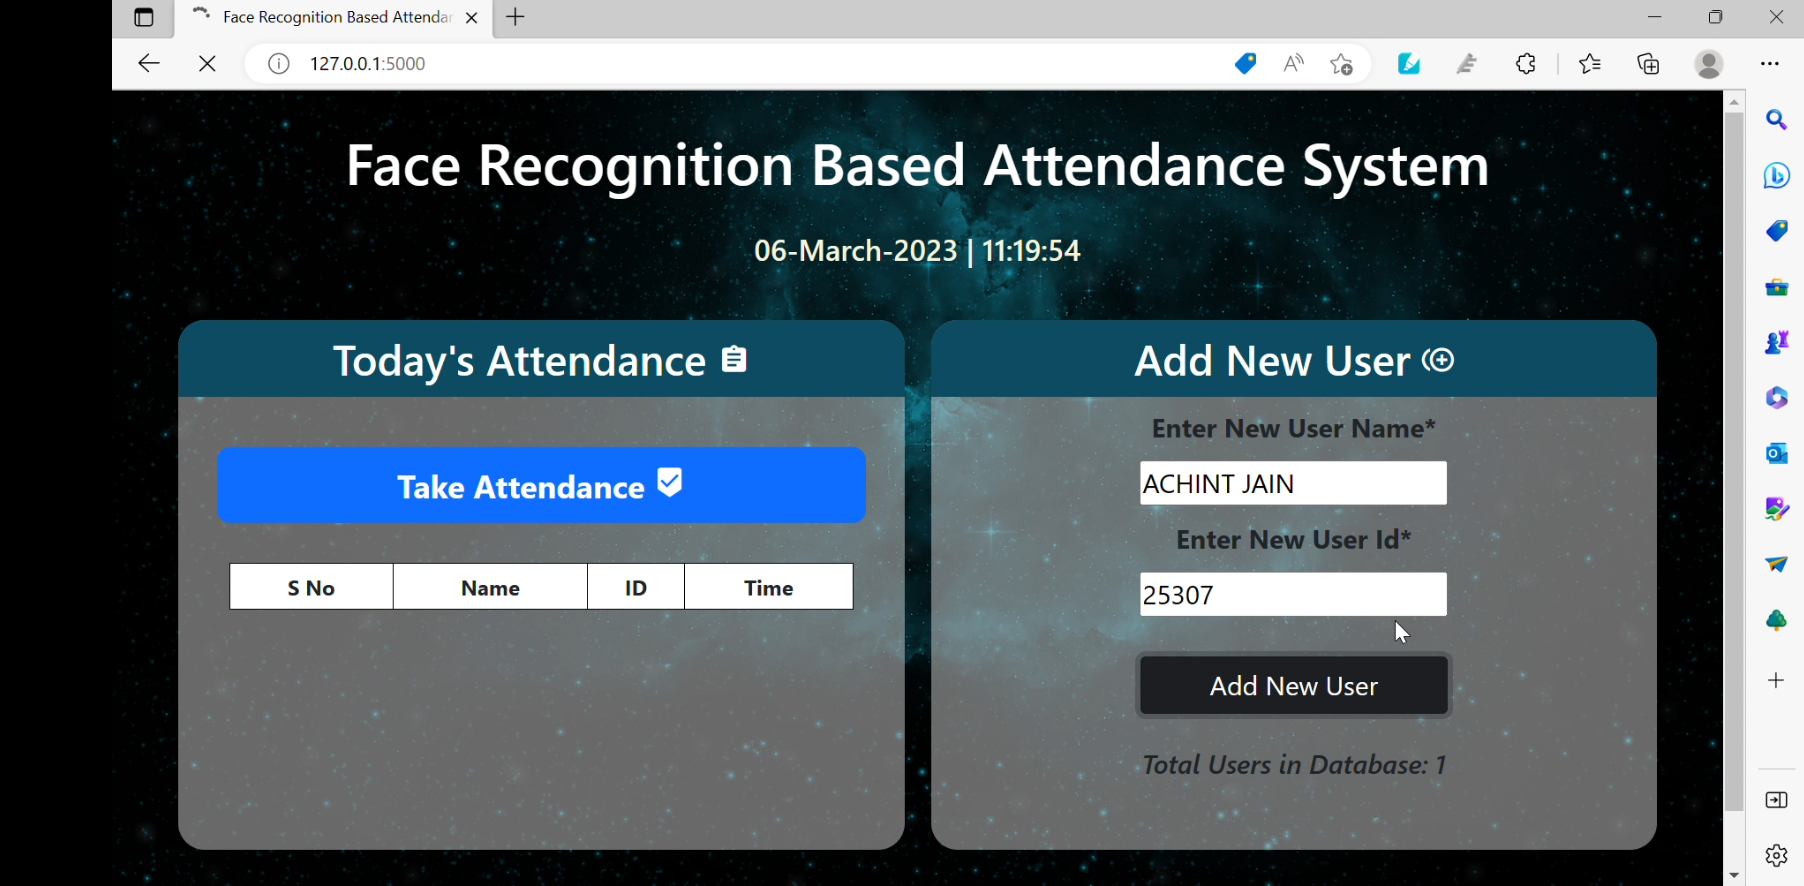 Face Recognition Based Attendar
127.0.0.1:5000
Face Recognition Based Attendance System
06-March-2023 | 11:19:54
Today's Attendance
Take Attendance
S No Name ID Time
Add New User
Enter New User Name*
ACHINT JAIN
Enter New User Id*
25307
Add New User
Total Users in Database: 1